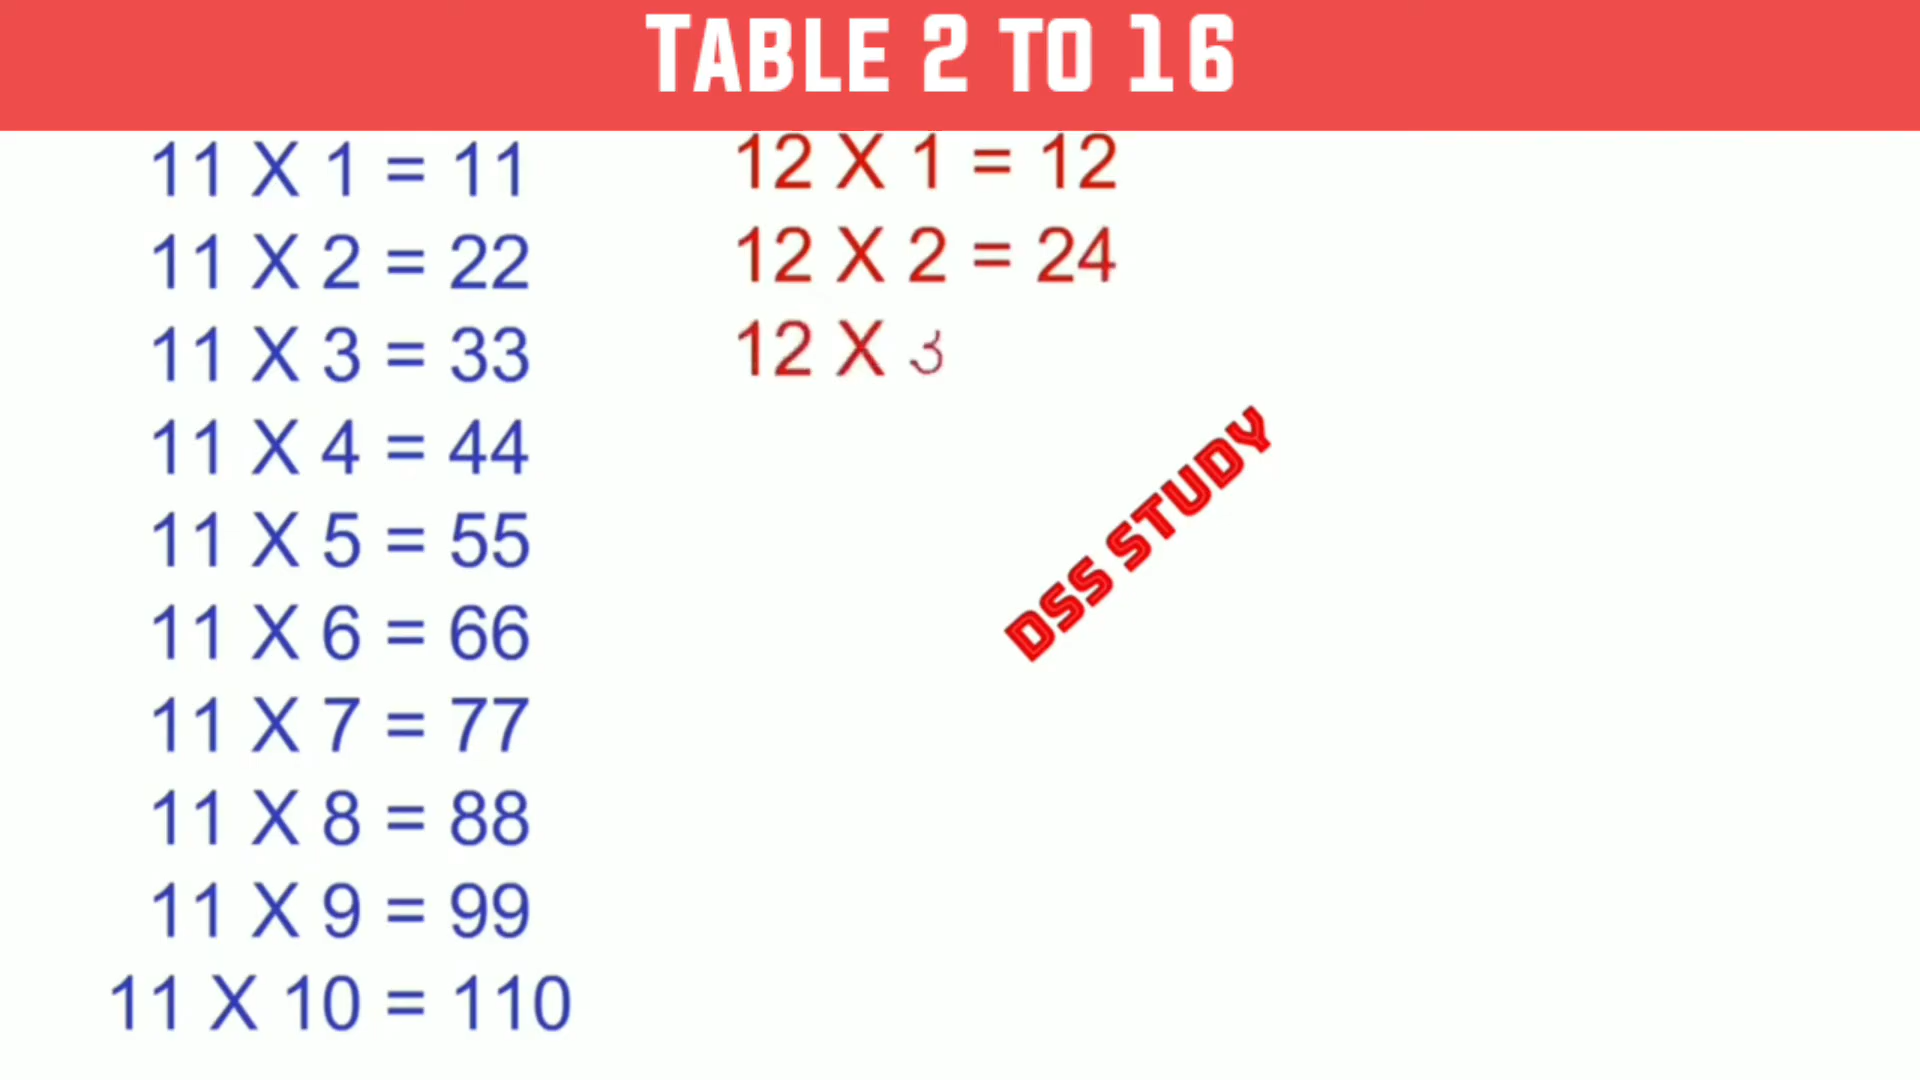 TABLE 2 TO 16
11 X 1 = 11
11 X 2 = 22
11 X 3 = 33
11 X 4 = 44
11 X 5 = 55
11 X 6 = 66
11 X 7 = 77
11 X 8 = 88
11 X 9 = 99
11 X 10 = 110
12 X 1 = 12
12 X 2 = 24
12 X 3
DSS STUDY